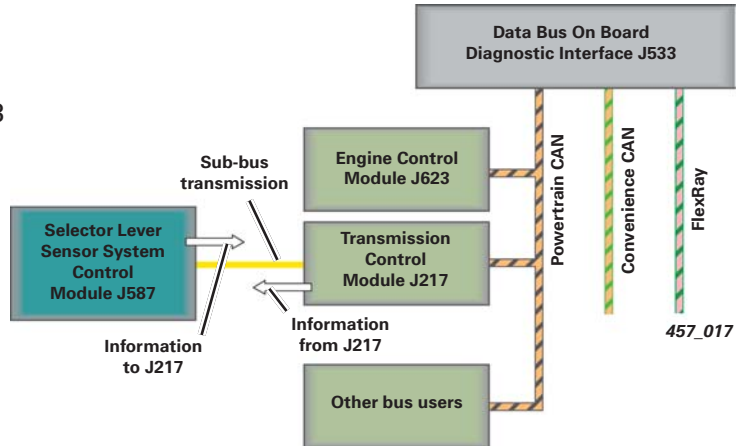 Data Bus On Board
Diagnostic Interface J533
Engine Control
Module J623
Sub-bus
transmission
Selector Lever
Sensor System
Control
Module J587
Transmission
Control
Module J217
Information
to J217
Information
from J217
Other bus users
Powertrain CAN
Convenience CAN
FlexRay
457_017